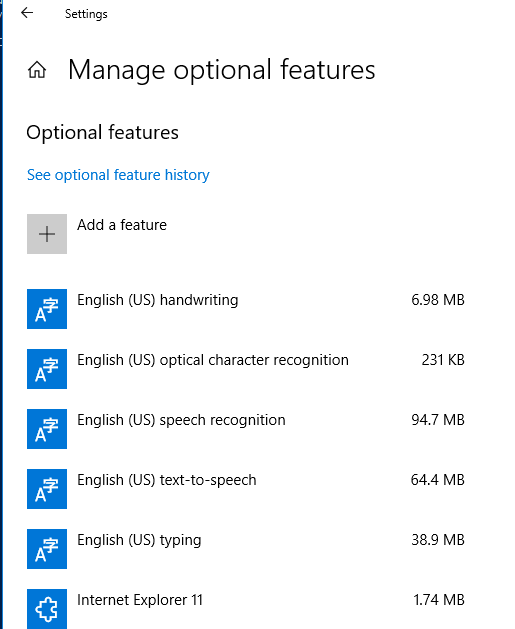 Settings
Manage optional features
Optional features
See optional feature history
Add a feature
English (US) handwriting 6.98 MB
English (US) optical character recognition 231 KB
English (US) speech recognition 94.7 MB
English (US) text-to-speech 64.4 MB
English (US) typing 38.9 MB
Internet Explorer 11 1.74 MB